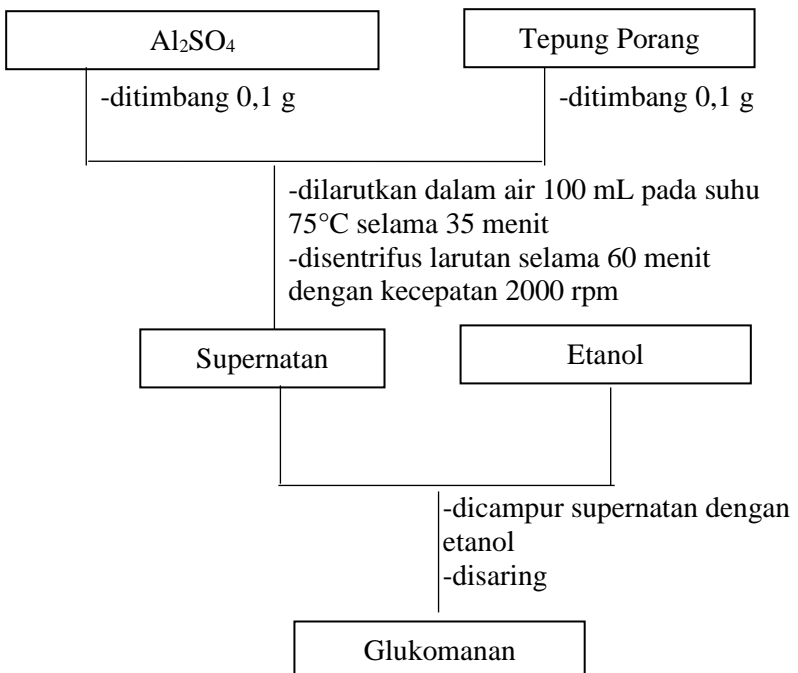 Al₂SO₄
Tepung Porang
-ditimbang 0,1 g
-ditimbang 0,1 g
-dilarutkan dalam air 100 mL pada suhu
75°C selama 35 menit
-disentrifus larutan selama 60 menit
dengan kecepatan 2000 rpm
Supernatan
Etanol
-dicampur supernatan dengan
etanol
-disaring
Glukomanan